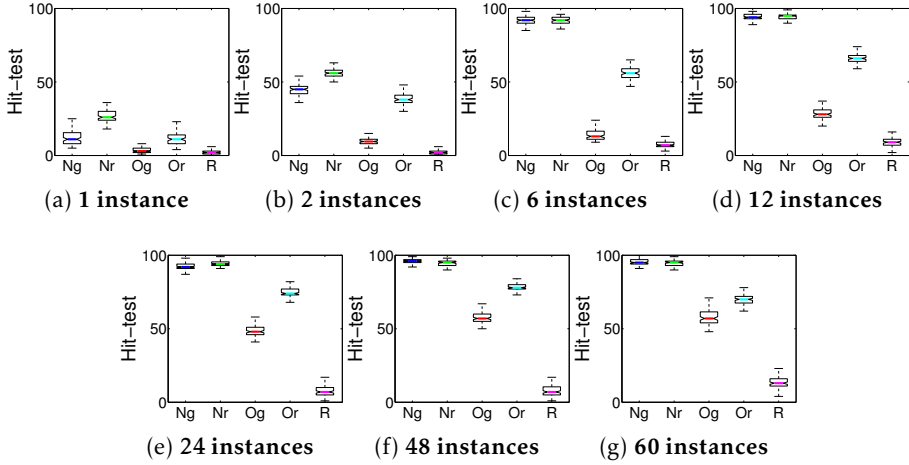 100
50
0
Hit-test
Ng Nr Og Or R
(a) 1 instance
100
50
0
Hit-test
Ng Nr Og Or R
(b) 2 instances
100
50
0
Hit-test
Ng Nr Og Or R
(c) 6 instances
100
50
0
Hit-test
Ng Nr Og Or R
(d) 12 instances
100
50
0
Hit-test
Ng Nr Og Or R
(e) 24 instances
100
50
0
Hit-test
Ng Nr Og Or R
(f) 48 instances
100
50
0
Hit-test
Ng Nr Og Or R
(g) 60 instances